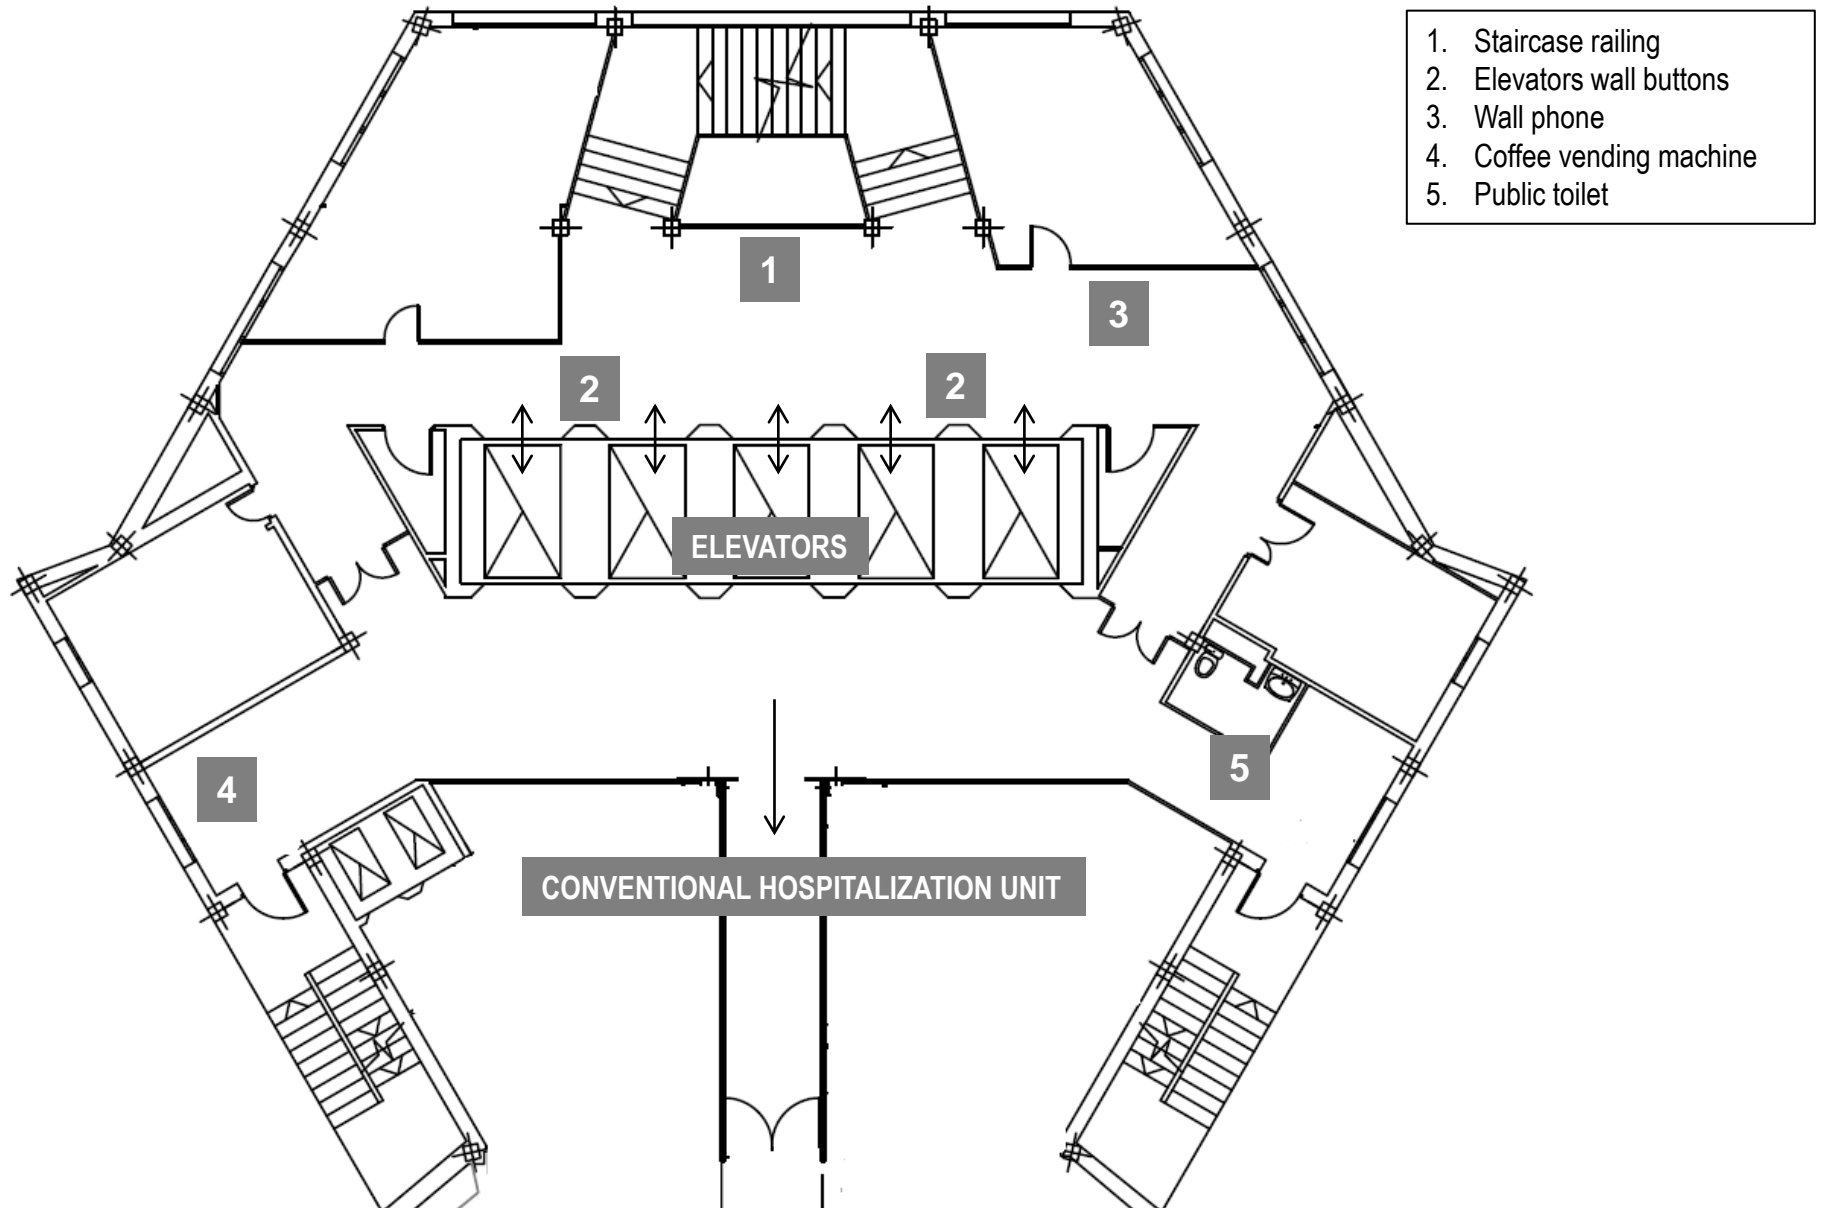 1. Staircase railing
2. Elevators wall buttons
3. Wall phone
4. Coffee vending machine
5. Public toilet
1
3
2
2
ELEVATORS
5
4
CONVENTIONAL HOSPITALIZATION UNIT